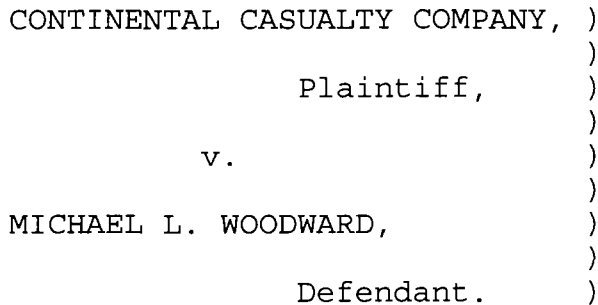 CONTINENTAL CASUALTY COMPANY, )
)
Plaintiff, )
)
v. )
)
MICHAEL L. WOODWARD, )
)
Defendant. )